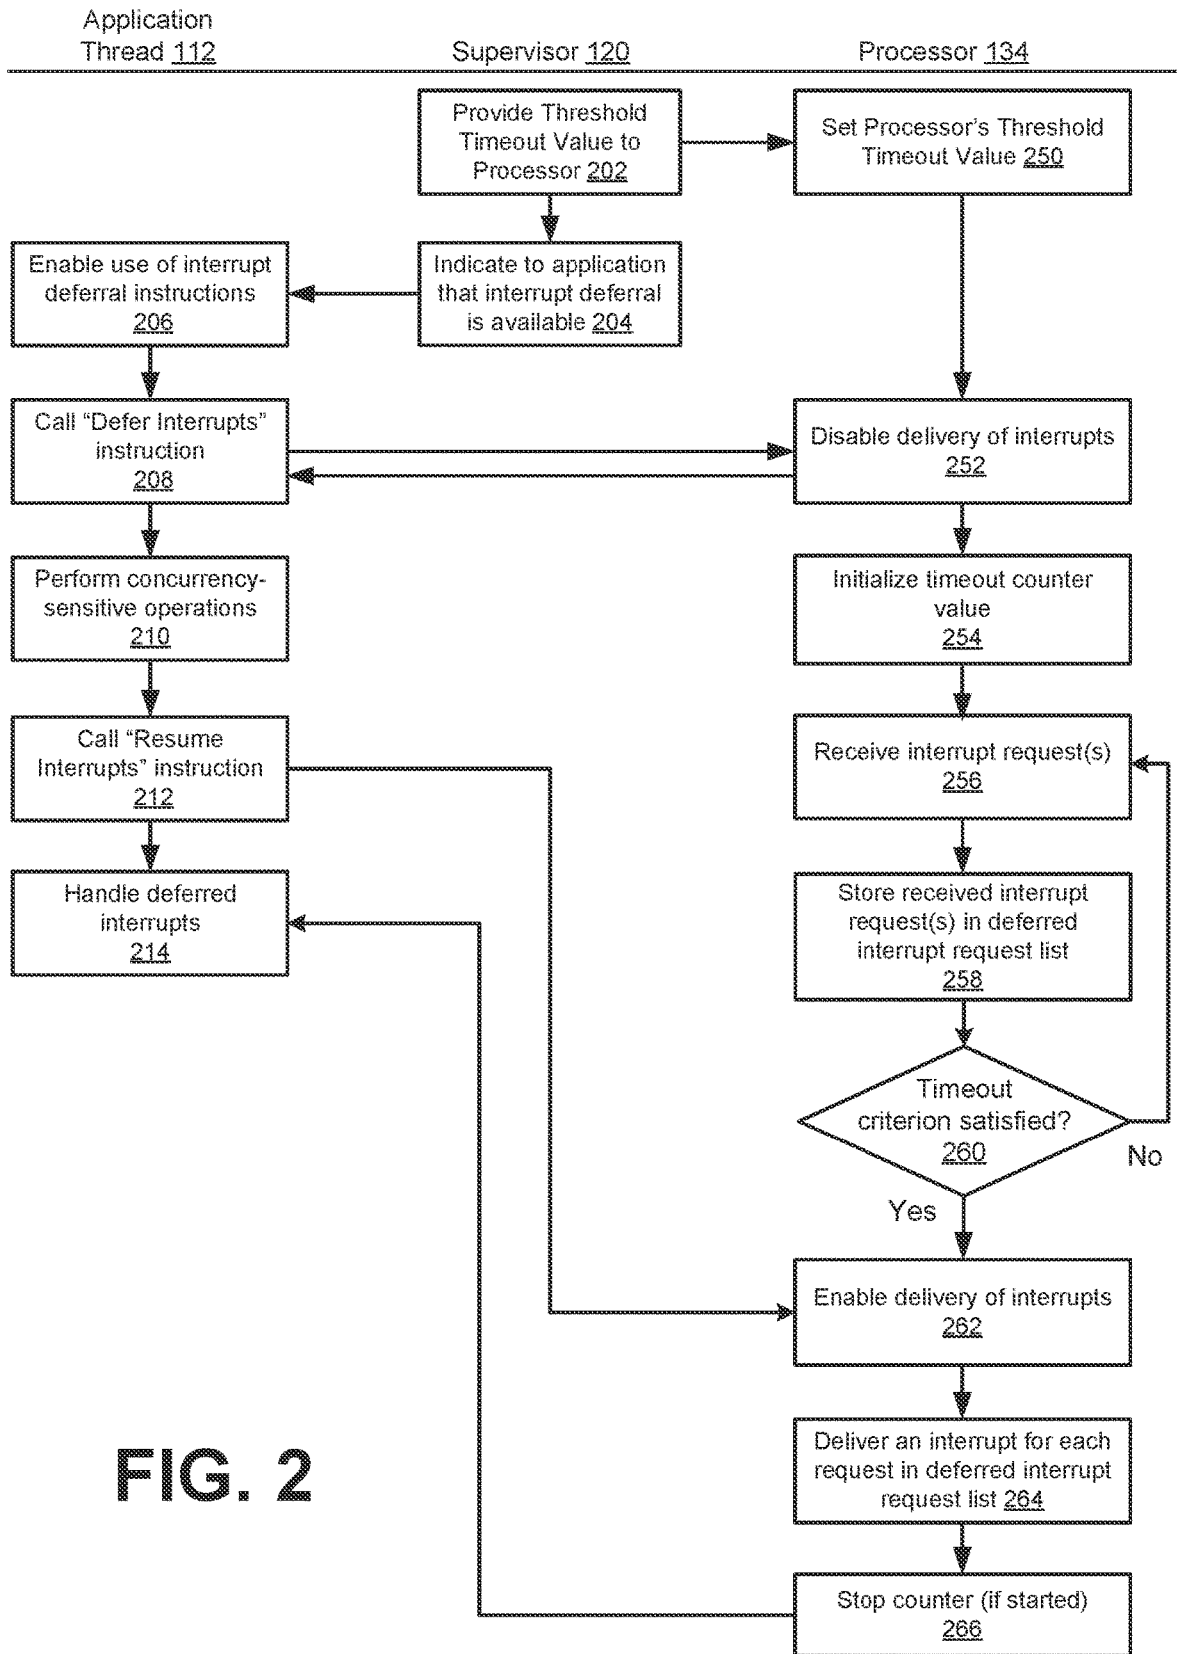 Application
Thread 112
Supervisor 120
Processor 134
Provide Threshold
Timeout Value to
Processor 202
Set Processor's Threshold
Timeout Value 250
Enable use of interrupt
deferral instructions
206
Indicate to application
that interrupt deferral
is available 204
Call “Defer Interrupts”
instruction
208
Disable delivery of interrupts
252
Perform concurrency-
sensitive operations
210
Initialize timeout counter
value
254
Call “Resume
Interrupts” instruction
212
Receive interrupt request(s)
256
Handle deferred
interrupts
214
Store received interrupt
request(s) in deferred
interrupt request list
258
Timeout
criterion satisfied?
260
No
Yes
Enable delivery of interrupts
262
Deliver an interrupt for each
request in deferred interrupt
request list 264
Stop counter (if started)
266
FIG. 2